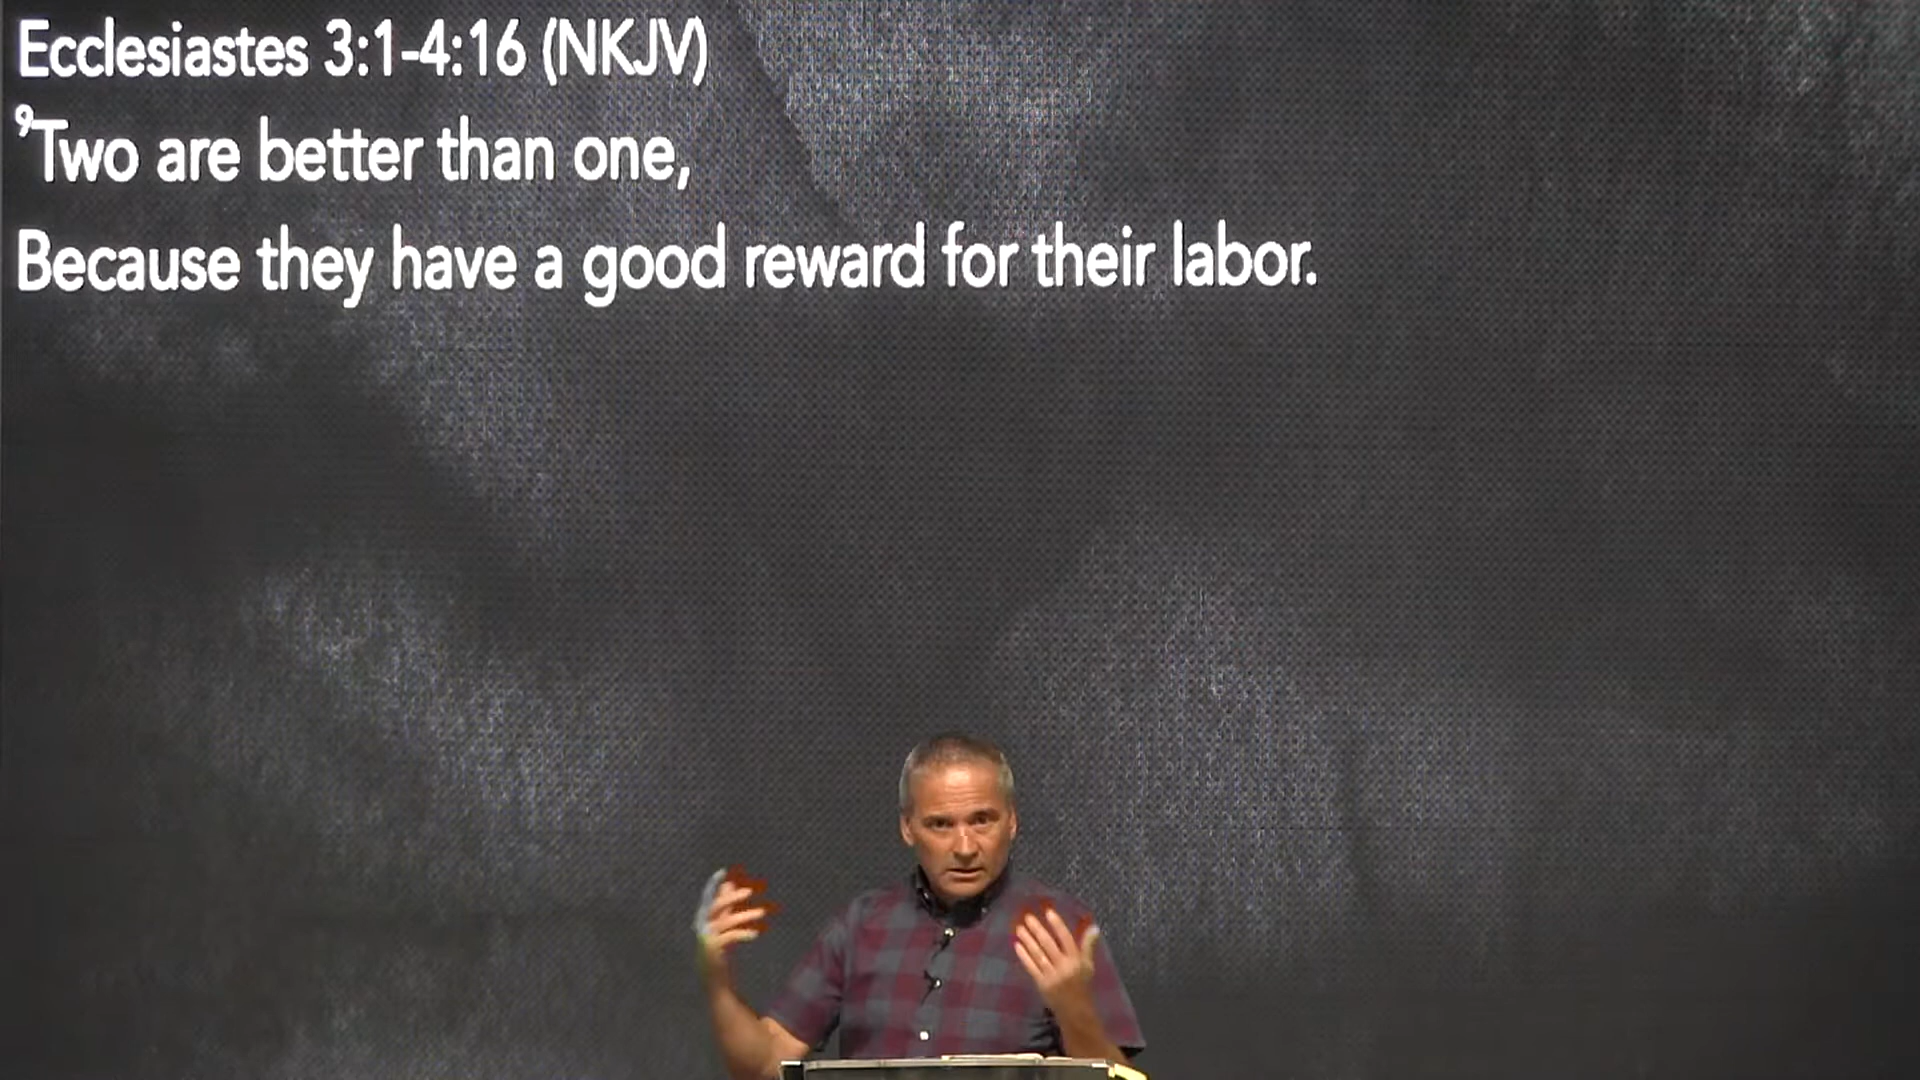 Ecclesiastes 3:1-4:16 (NKJV)
9Two are better than one,
Because they have a good reward for their labor.